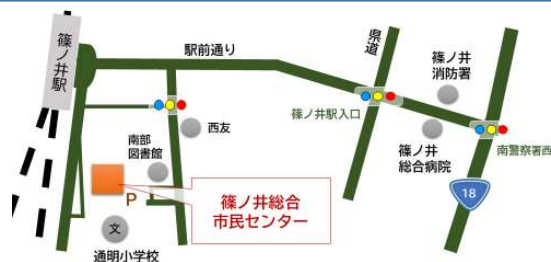 篠ノ井駅
駅前通り
県道
篠ノ井
消防署
篠ノ井駅入口
西友
南部
図書館
篠ノ井
総合病院
南警察署西
18
P
篠ノ井総合
市民センター
文
通明小学校